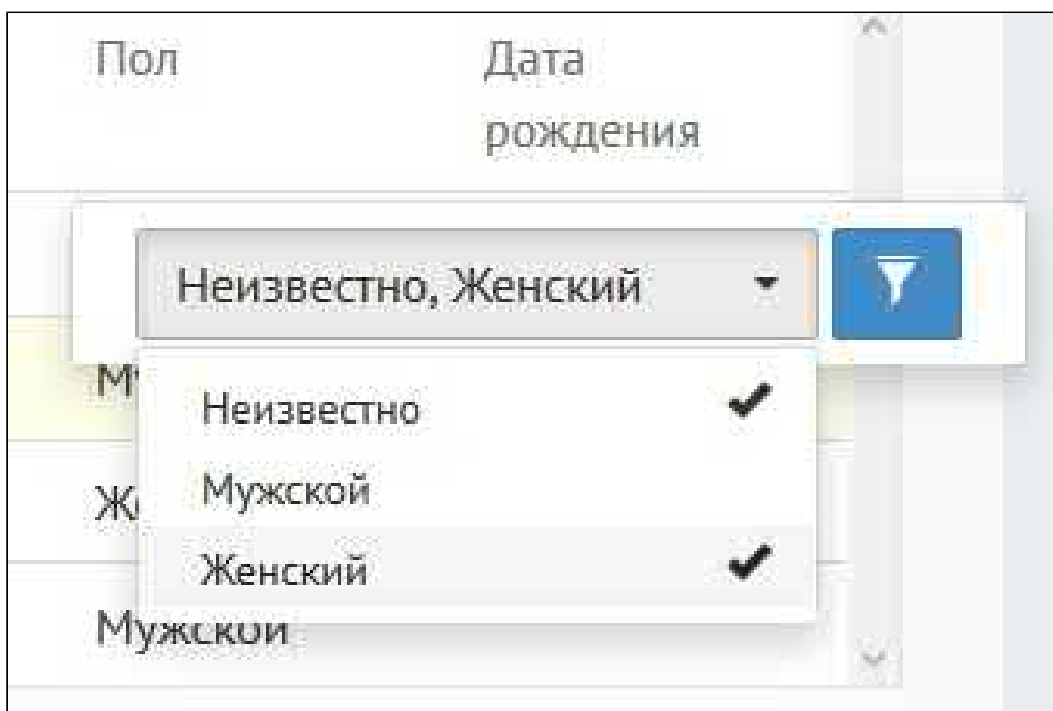 Пол
Дата
рождения
Неизвестно, Женский
Неизвестно
Мужской
Женский
Мужской